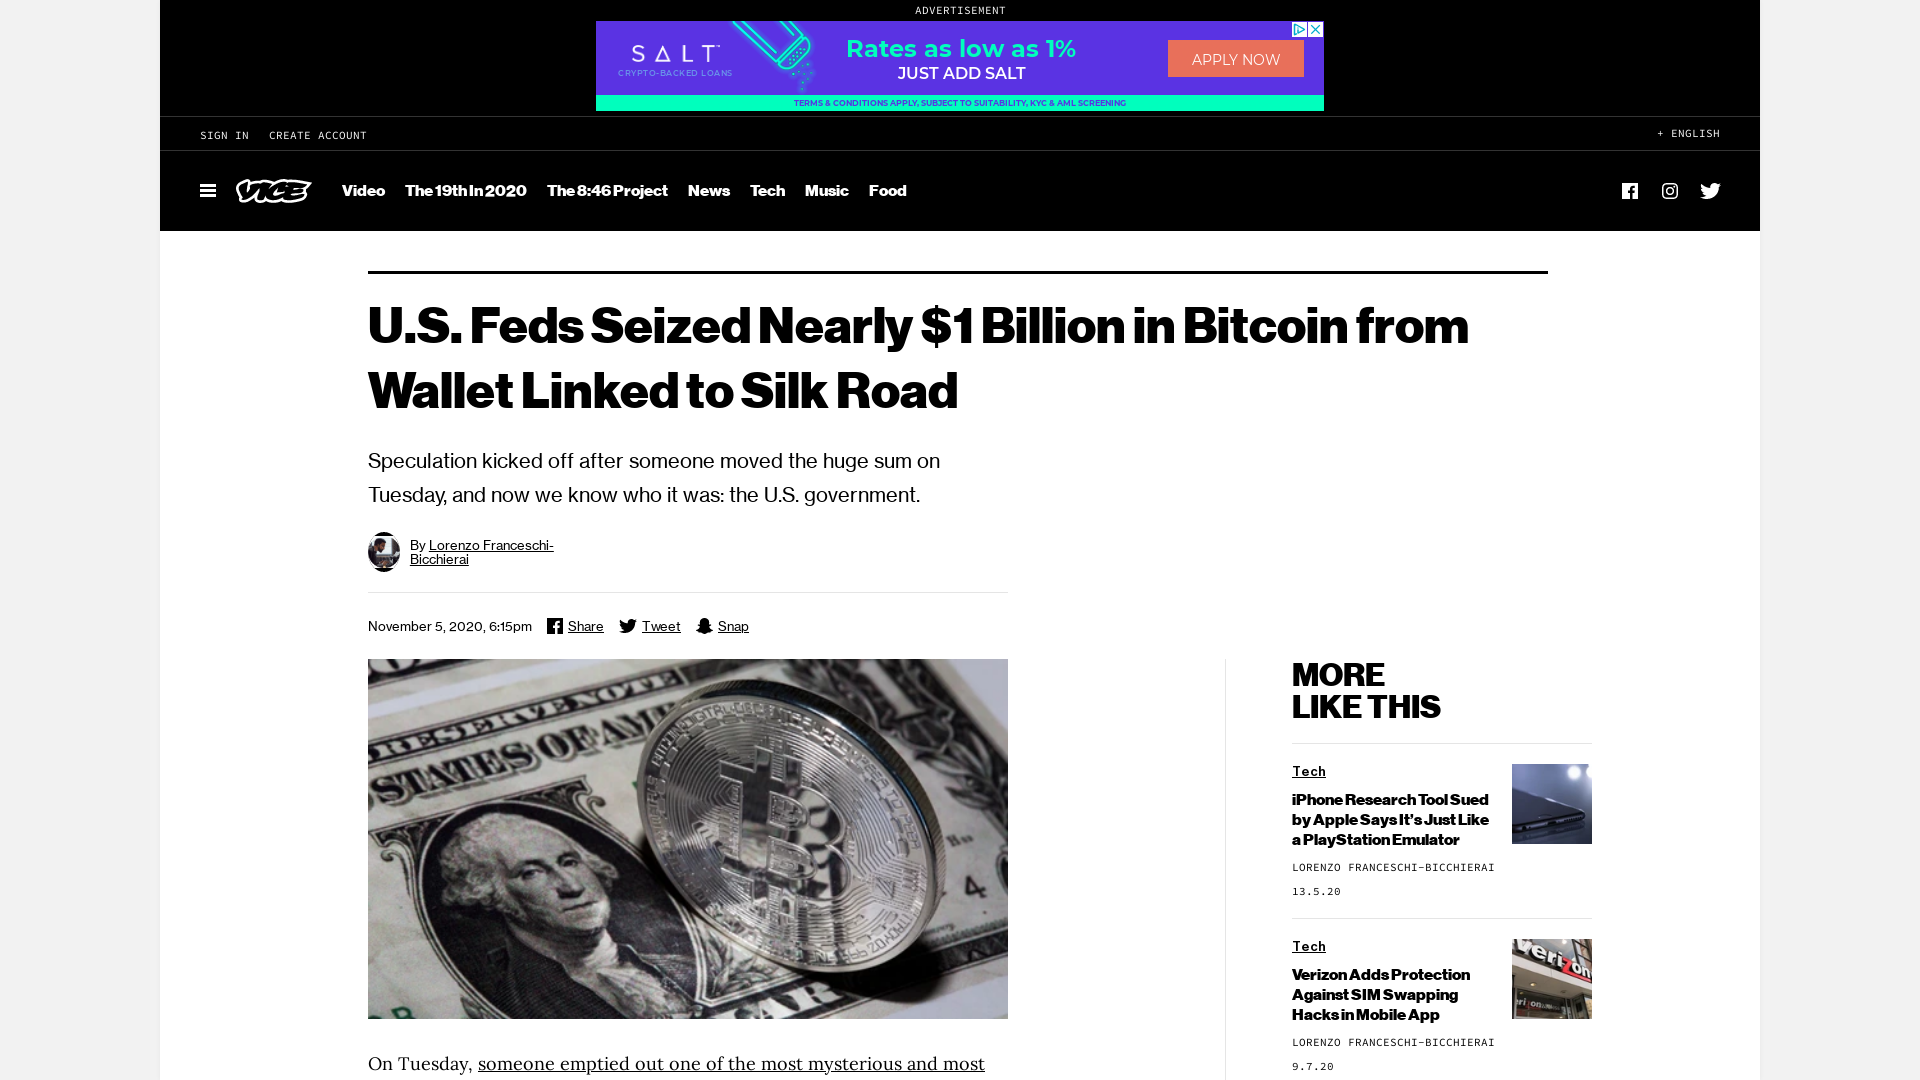 ADVERTISEMENT
SALT
CRYPTO-BACKED LOANS
Rates as low as 1%
JUST ADD SALT
APPLY NOW
TERMS & CONDITIONS APPLY, SUBJECT TO SUITABILITY, KYC & AML SCREENING
SIGN IN CREATE ACCOUNT
+ ENGLISH
VICE
Video The 19th In 2020 The 8:46 Project News Tech Music Food
U.S. Feds Seized Nearly $1 Billion in Bitcoin from
Wallet Linked to Silk Road
Speculation kicked off after someone moved the huge sum on
Tuesday, and now we know who it was: the U.S. government.
By Lorenzo Franceschi-
Bicchierai
November 5, 2020, 6:15pm Share Tweet Snap
MORE
LIKE THIS
Tech
iPhone Research Tool Sued
by Apple Says It's Just Like
a PlayStation Emulator
LORENZO FRANCESCHI-BICCHIERAI
13.5.20
Tech
Verizon Adds Protection
Against SIM Swapping
Hacks in Mobile App
LORENZO FRANCESCHI-BICCHIERAI
9.7.20
On Tuesday, someone emptied out one of the most mysterious and most